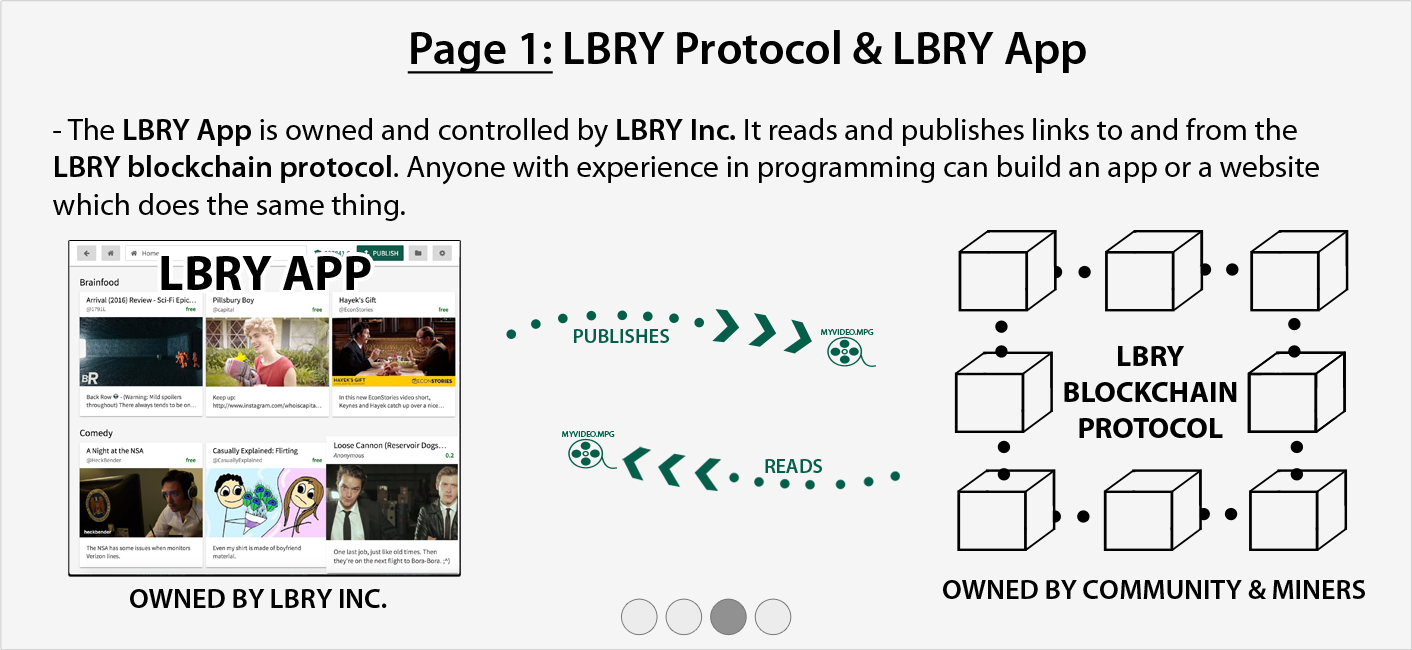 Page 1: LBRY Protocol & LBRY App
- The LBRY App is owned and controlled by LBRY Inc. It reads and publishes links to and from the
LBRY blockchain protocol. Anyone with experience in programming can build an app or a website
which does the same thing.
Home
PUBLISH
LBRY APP
Brainfood
Arrival (2016) Review - Sci-Fi Epic...
@1791L
free
BR
Back Row - (Warning: Mild spoilers
throughout) There always tends to be on...
Pillsbury Boy
@capital
free
Keep up:
http://www.instagram.com/whoiscapita...
Hayek's Gift
@EconStories
free
HAYEK'S GIFT
ECONSTORIES
In this new EconStories video short,
Keynes and Hayek catch up over a nice...
Comedy
A Night at the NSA
@HeckBender
free
heckbender
The NSA has some issues when monitors
Verizon lines.
Casually Explained: Flirting
@CasuallyExplained
free
Even my shirt is made of boyfriend
material.
Loose Cannon (Reservoir Dogs...
Anonymous
0.2
One last job, just like old times. Then
they're on the next flight to Bora-Bora. ;^)
OWNED BY LBRY INC.
PUBLISHES
MYVIDEO.MPG
MYVIDEO.MPG
READS
LBRY
BLOCKCHAIN
PROTOCOL
OWNED BY COMMUNITY & MINERS